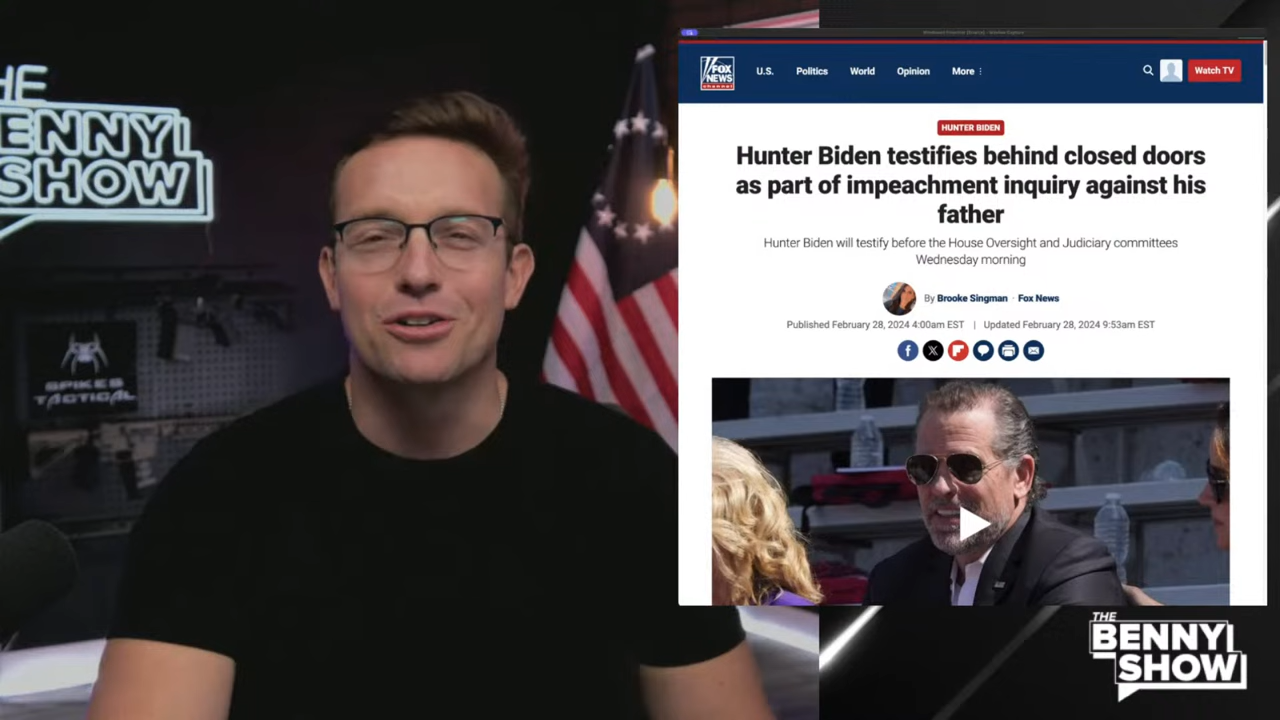 THE
BENNY
SHOW
SPIKES
TACTICAL
FOX
NEWS
channel
U.S.
Politics
World
Opinion
More
Watch TV
HUNTER BIDEN
Hunter Biden testifies behind closed doors
as part of impeachment inquiry against his
father
Hunter Biden will testify before the House Oversight and Judiciary committees
Wednesday morning
By Brooke Singman · Fox News
Published February 28, 2024 4:00am EST | Updated February 28, 2024 9:53am EST
THE
BENNY
SHOW